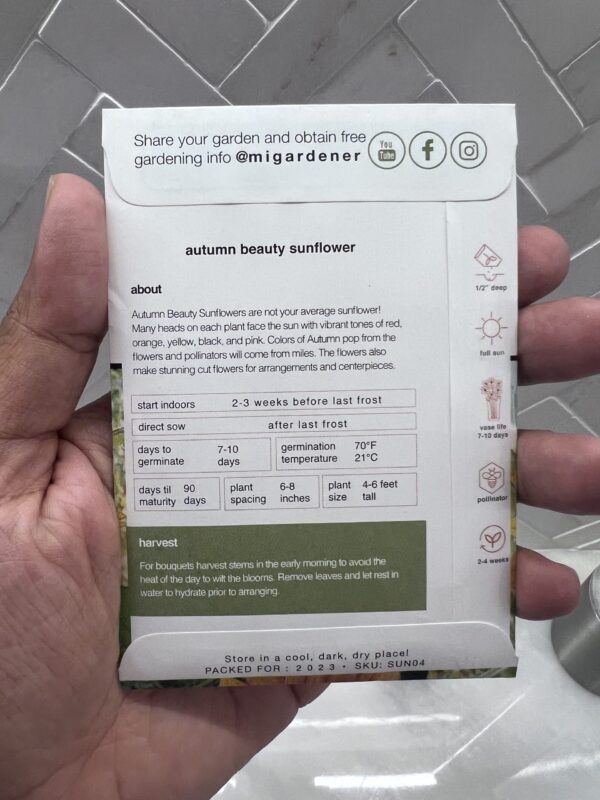 Share your garden and obtain free
gardening info @migardener
You
Tube
f
autumn beauty sunflower
about
Autumn Beauty Sunflowers are not your average sunflower!
Many heads on each plant face the sun with vibrant tones of red,
orange, yellow, black, and pink. Colors of Autumn pop from the
flowers and pollinators will come from miles. The flowers also
make stunning cut flowers for arrangements and centerpieces.
start indoors 2-3 weeks before last frost
direct sow after last frost
days to germinate 7-10 days
germination temperature 70°F 21°C
days til maturity 90 days
plant spacing 6-8 inches
plant size 4-6 feet tall
harvest
For bouquets harvest stems in the early morning to avoid the
heat of the day to wilt the blooms. Remove leaves and let rest in
water to hydrate prior to arranging.
1/2" deep
full sun
vase life
7-10 days
pollinator
2-4 weeks
Store in a cool, dark, dry place!
PACKED FOR : 2023 • SKU: SUN04